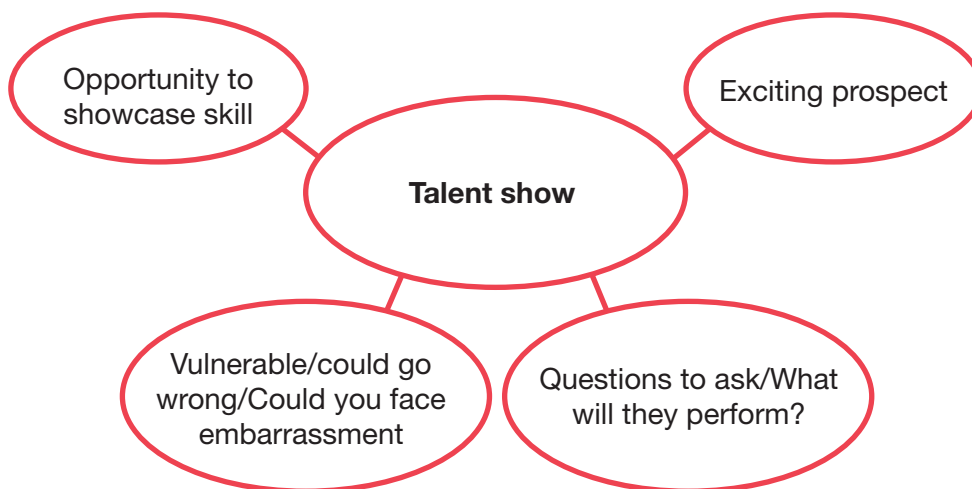 Opportunity to
showcase skill
Exciting prospect
Talent show
Vulnerable/could go
wrong/Could you face
embarrassment
Questions to ask/What
will they perform?